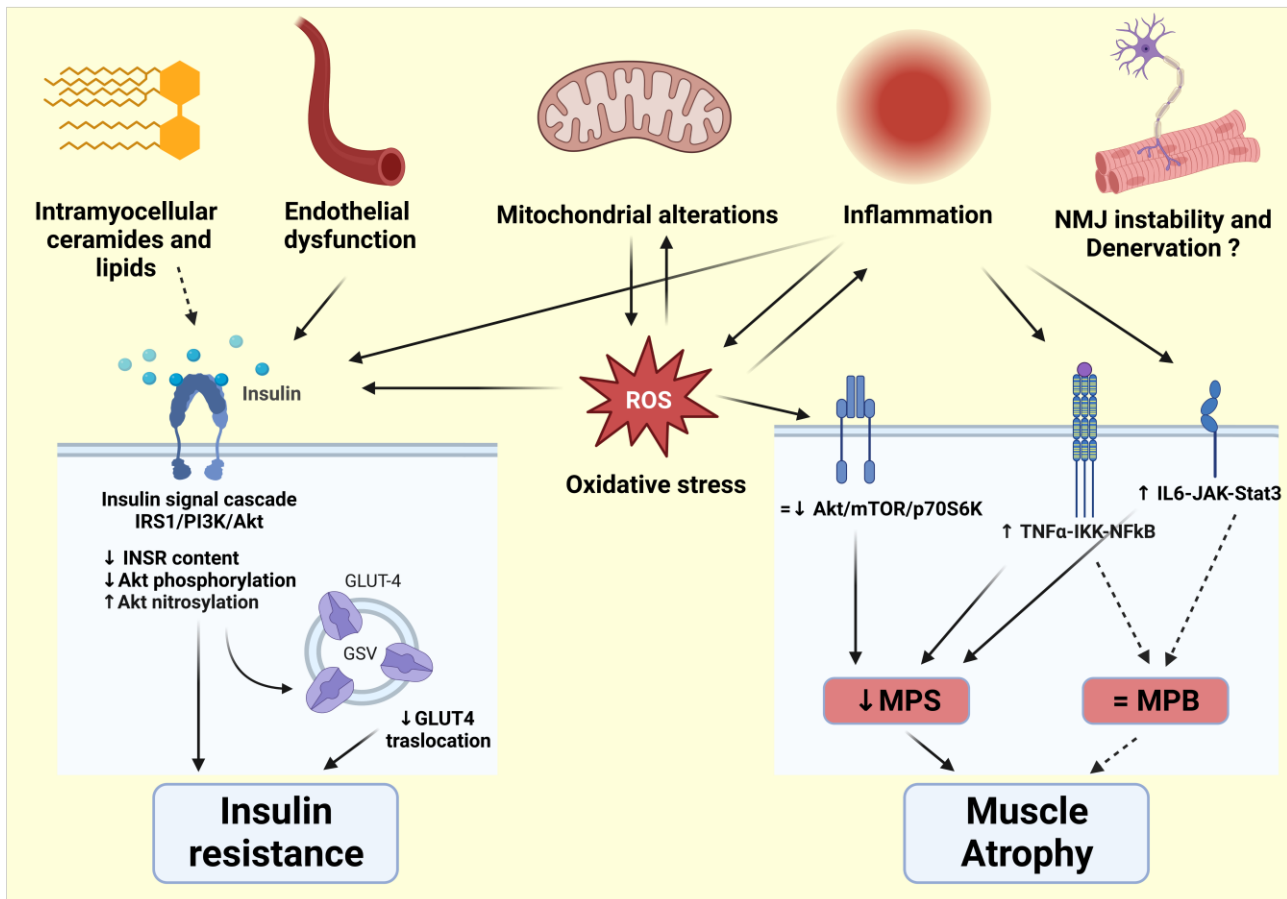 Intramyocellular
ceramides and
lipids
Endothelial
dysfunction
Mitochondrial alterations
Inflammation
NMJ instability and
Denervation ?
Insulin
ROS
Oxidative stress
Insulin signal cascade
IRS1/PI3K/Akt
↓ INSR content
↓Akt phosphorylation
↑Akt nitrosylation
GLUT-4
GSV
↓GLUT4
traslocation
=↓ Akt/mTOR/p70S6K
↑ TNFα-IKK-NFkB
↑ IL6-JAK-Stat3
↓MPS
= MPB
Insulin
resistance
Muscle
Atrophy